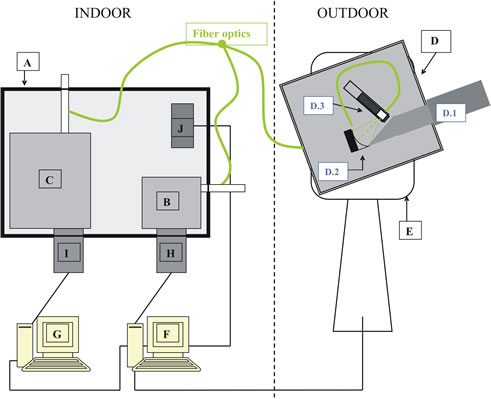 INDOOR
OUTDOOR
Fiber optics
A
D
D.3
D.1
J
D.2
C
B
E
I
H
G
F